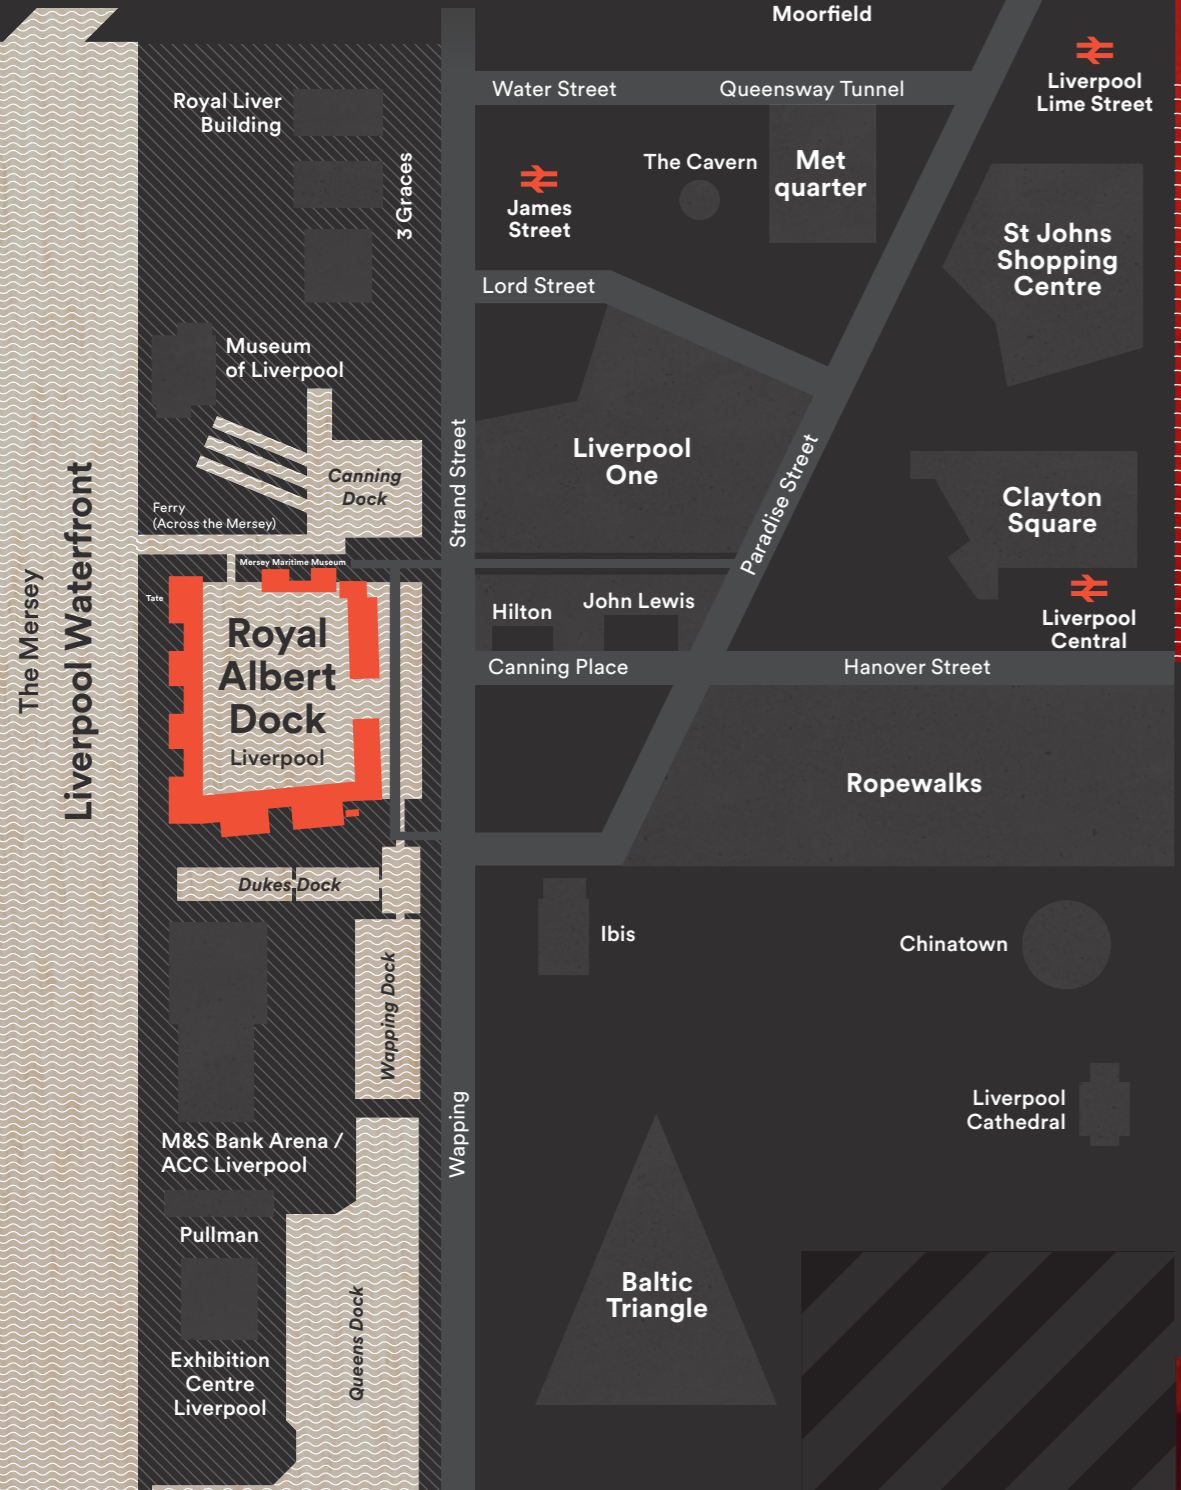 Moorfield
Water Street
Queensway Tunnel
Liverpool
Lime Street
Royal Liver
Building
3 Graces
The Cavern
Met
quarter
James
Street
St Johns
Shopping
Centre
Lord Street
Museum
of Liverpool
Liverpool
One
Strand Street
Paradise Street
Canning
Dock
Clayton
Square
Ferry
(Across the Mersey)
Mersey Maritime Museum
Tate
The Mersey
Liverpool Waterfront
Royal
Albert
Dock
Liverpool
Hilton
John Lewis
Liverpool
Central
Canning Place
Hanover Street
Ropewalks
Dukes Dock
Ibis
Chinatown
Wapping Dock
Wapping
Liverpool
Cathedral
M&S Bank Arena /
ACC Liverpool
Pullman
Baltic
Triangle
Queens Dock
Exhibition
Centre
Liverpool